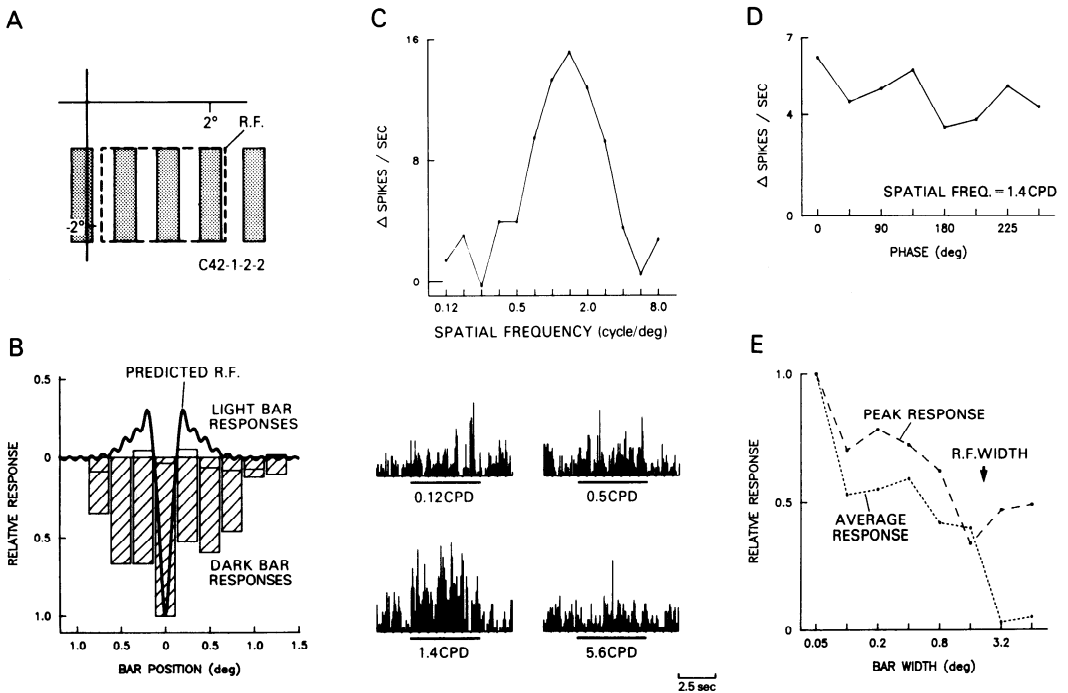 A
2°
R.F.
-2°
C42-1-2-2
B
PREDICTED R.F.
LIGHT BAR
RESPONSES
DARK BAR
RESPONSES
RELATIVE RESPONSE
0.5
0
0.5
1.0
1.0 0.5 0 0.5 1.0 1.5
BAR POSITION (deg)
C
16
8
0
Δ SPIKES / SEC
0.12 0.5 2.0 8.0
SPATIAL FREQUENCY (cycle/deg)
0.12CPD
0.5CPD
1.4CPD
5.6CPD
2.5 sec
D
7
4
0
Δ SPIKES / SEC
SPATIAL FREQ. = 1.4CPD
0 90 180 225
PHASE (deg)
E
1.0
0.5
0
RELATIVE RESPONSE
PEAK RESPONSE
R.F.WIDTH
AVERAGE
RESPONSE
0.05 0.2 0.8 3.2
BAR WIDTH (deg)